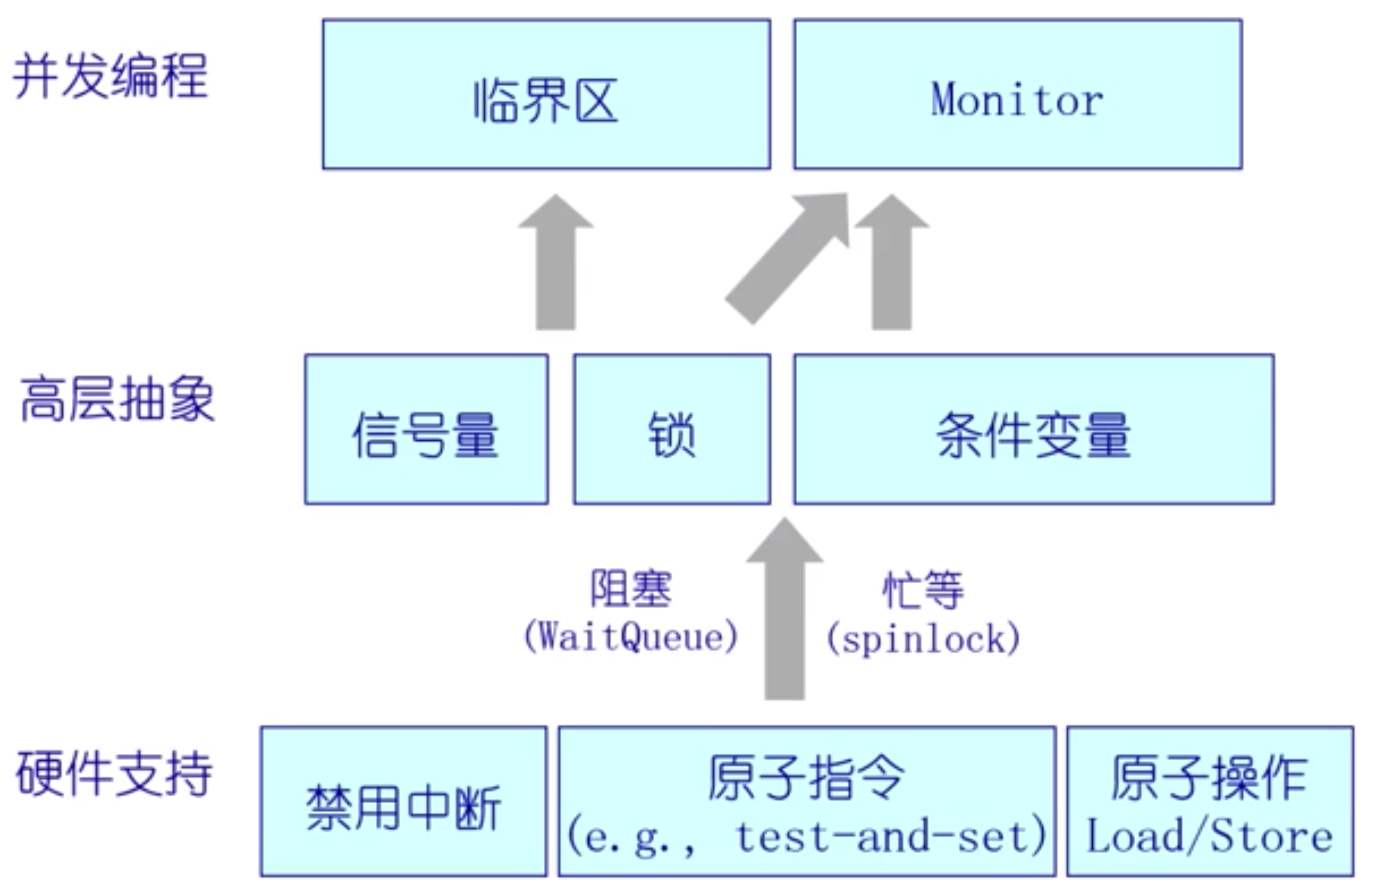 并发编程
临界区
Monitor
高层抽象
信号量
锁
条件变量
阻塞
(WaitQueue)
忙等
(spinlock)
硬件支持
禁用中断
原子指令
(e.g., test-and-set)
原子操作
Load/Store